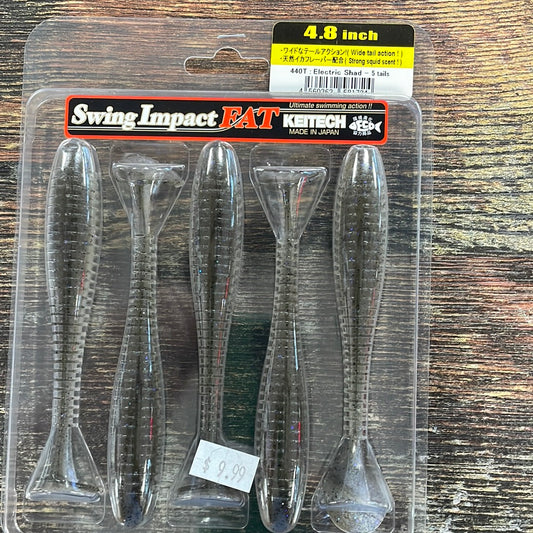 4.8 inch
・ワイドなテールアクション!! ( Wide tail action ! )
・天然イカフレーバー配合 ( Strong squid scent! )
440T : Electric Shad - 5 tails
Swing Impact FAT
Ultimate swimming action !!
KEITECH
MADE IN JAPAN
$ 9.99